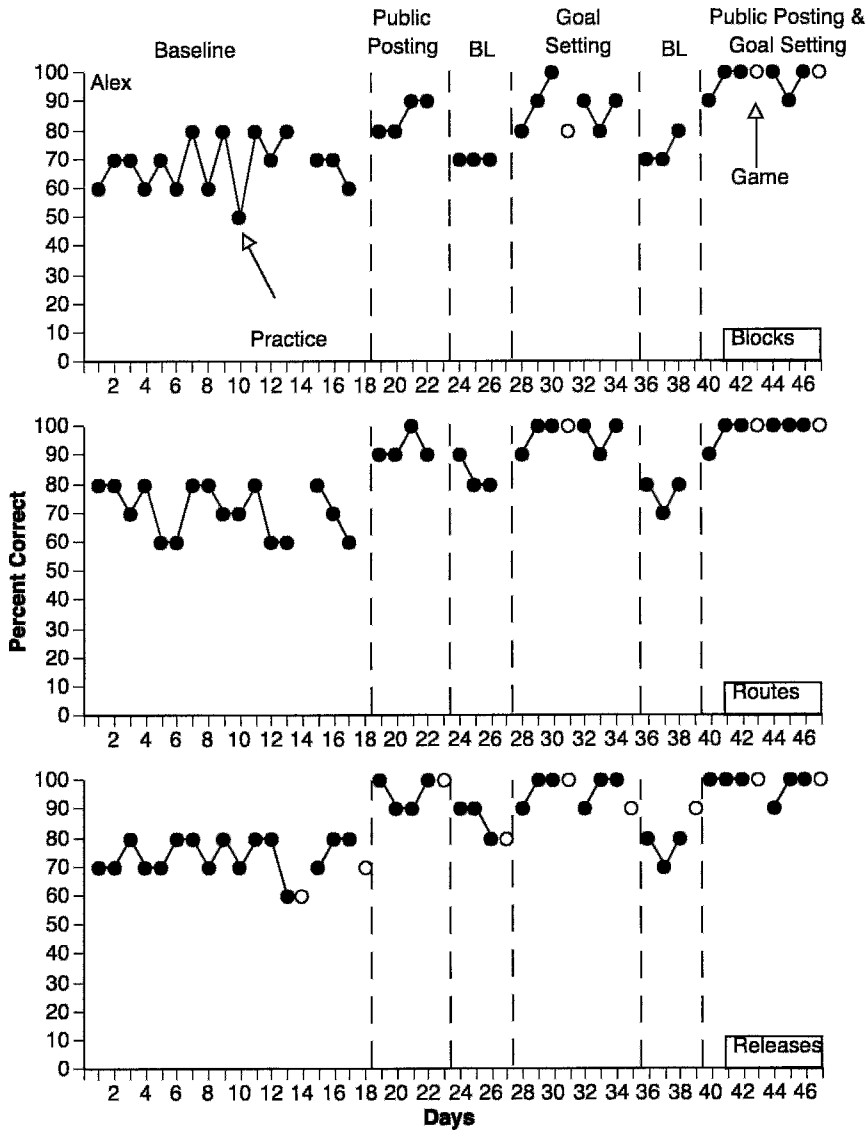 Baseline
Public
Posting
BL
Goal
Setting
BL
Public Posting &
Goal Setting
Alex
100
90
80
70
60
50
40
30
20
10
0
Practice
Game
Blocks
2 4 6 8 10 12 14 16 18 20 22 24 26 28 30 32 34 36 38 40 42 44 46
100
90
80
70
60
50
40
30
20
10
0
Percent Correct
Routes
2 4 6 8 10 12 14 16 18 20 22 24 26 28 30 32 34 36 38 40 42 44 46
100
90
80
70
60
50
40
30
20
10
0
Releases
2 4 6 8 10 12 14 16 18 20 22 24 26 28 30 32 34 36 38 40 42 44 46
Days